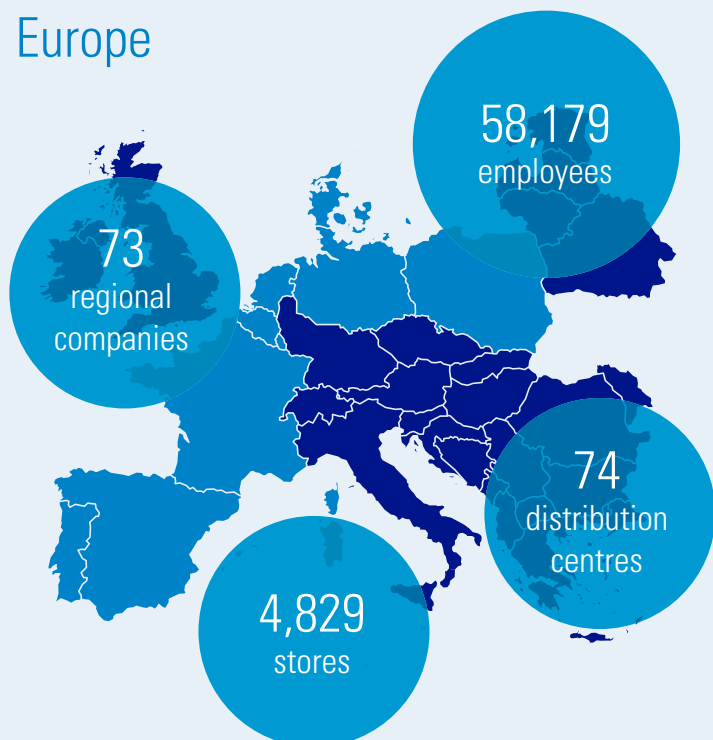 Europe
58,179
employees
73
regional
companies
74
distribution
centres
4,829
stores